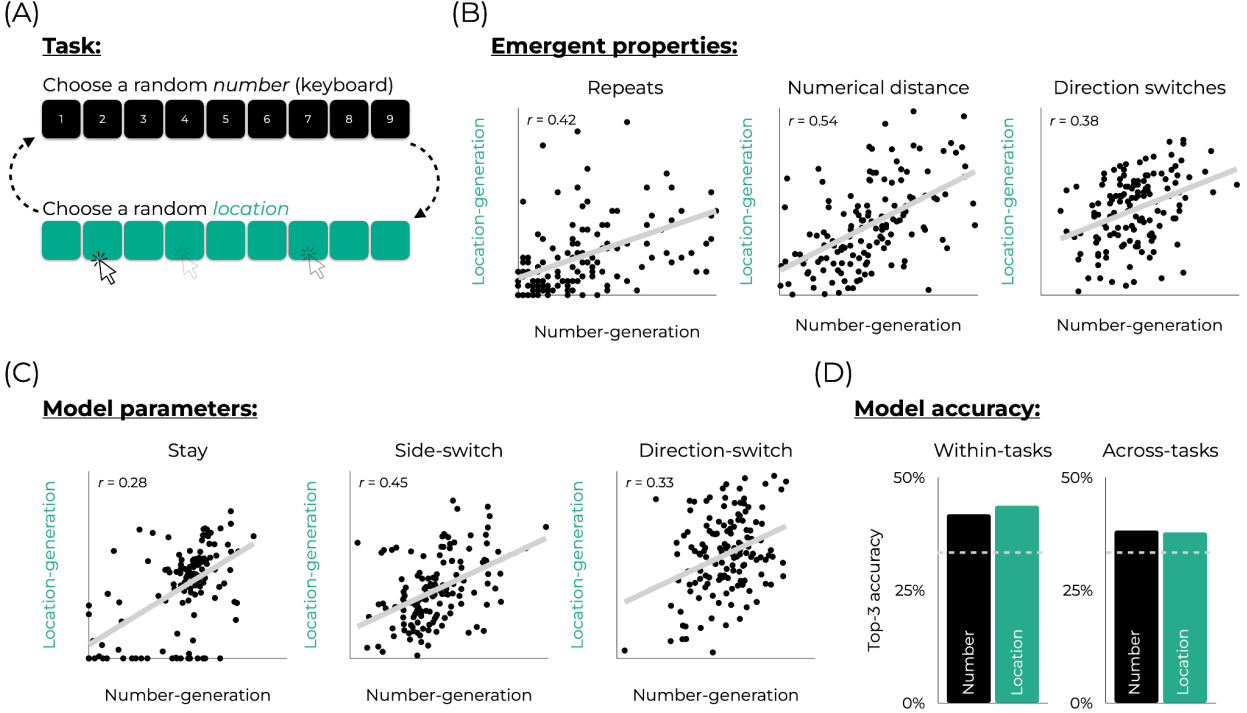 (A)
Task:
Choose a random number (keyboard)
1 2 3 4 5 6 7 8 9
Choose a random location
(B)
Emergent properties:
Repeats
r = 0.42
Location-generation
Number-generation
Numerical distance
r = 0.54
Location-generation
Number-generation
Direction switches
r = 0.38
Location-generation
Number-generation
(C)
Model parameters:
Stay
r = 0.28
Location-generation
Number-generation
Side-switch
r = 0.45
Location-generation
Number-generation
Direction-switch
r = 0.33
Location-generation
Number-generation
(D)
Model accuracy:
Within-tasks
50%
25%
0%
Top-3 accuracy
Number
Location
Across-tasks
50%
25%
0%
Number
Location